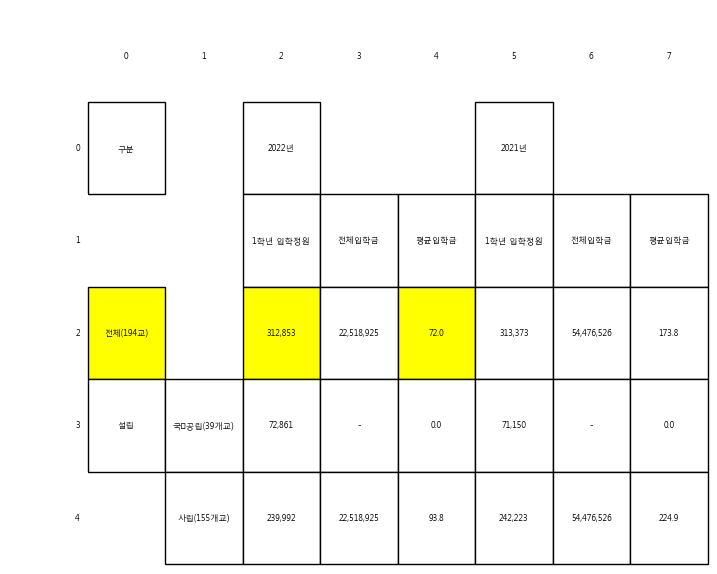 0 1 2 3 4 5 6 7
0 구분 2022년 2021년
1 1학년 입학정원 전체입학금 평균입학금 1학년 입학정원 전체입학금 평균입학금
2 전체(194교) 312,853 22,518,925 72.0 313,373 54,476,526 173.8
3 설립 국공립(39개교) 72,861 - 0.0 71,150 - 0.0
4 사립(155개교) 239,992 22,518,925 93.8 242,223 54,476,526 224.9